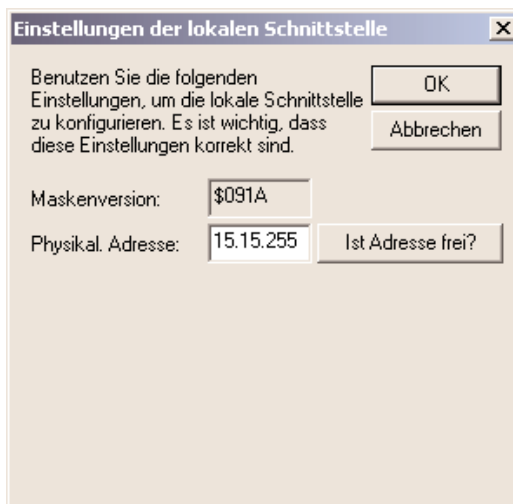 Einstellungen der lokalen Schnittstelle
Benutzen Sie die folgenden
Einstellungen, um die lokale Schnittstelle
zu konfigurieren. Es ist wichtig, dass
diese Einstellungen korrekt sind.
OK
Abbrechen
Maskenversion: $091A
Physikal. Adresse: 15.15.255 Ist Adresse frei?